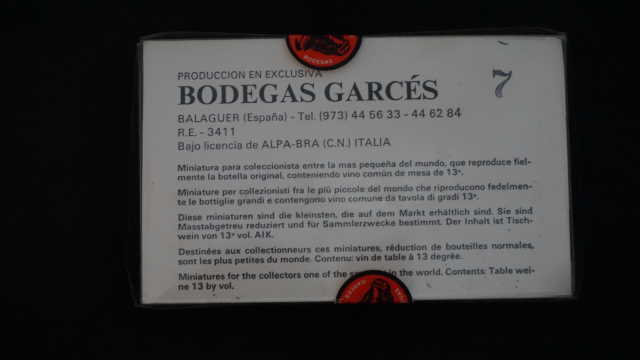 BODEGAS
PRODUCCION EN EXCLUSIVA
BODEGAS GARCÉS
7
BALAGUER (España) - Tel. (973) 44 56 33 - 44 62 84
R.E. - 3411
Bajo licencia de ALPA-BRA (C.N.) ITALIA
Miniatura para coleccionista entre la mas pequeña del mundo, que reproduce fiel-
mente la botella original, conteniendo vino común de mesa de 13º.
Miniature per collezionisti fra le più piccole del mondo che riproducono fedelmen-
te le bottiglie grandi e contengono vino comune da tavola di gradi 13º.
Diese miniaturen sind die kleinsten, die auf dem Markt erhältlich sind. Sie sind
Masstabgetreu reduziert und für Sammlerzwecke bestimmt. Der Inhalt ist Tisch-
wein von 13º vol. AlK.
Destinées aux collectionneurs ces miniatures, réduction de bouteilles normales,
sont les plus petites du monde. Contenu: vin de table à 13 degrée.
Miniatures for the collectors one of the in the world. Contents: Table wei-
ne 13 by vol.